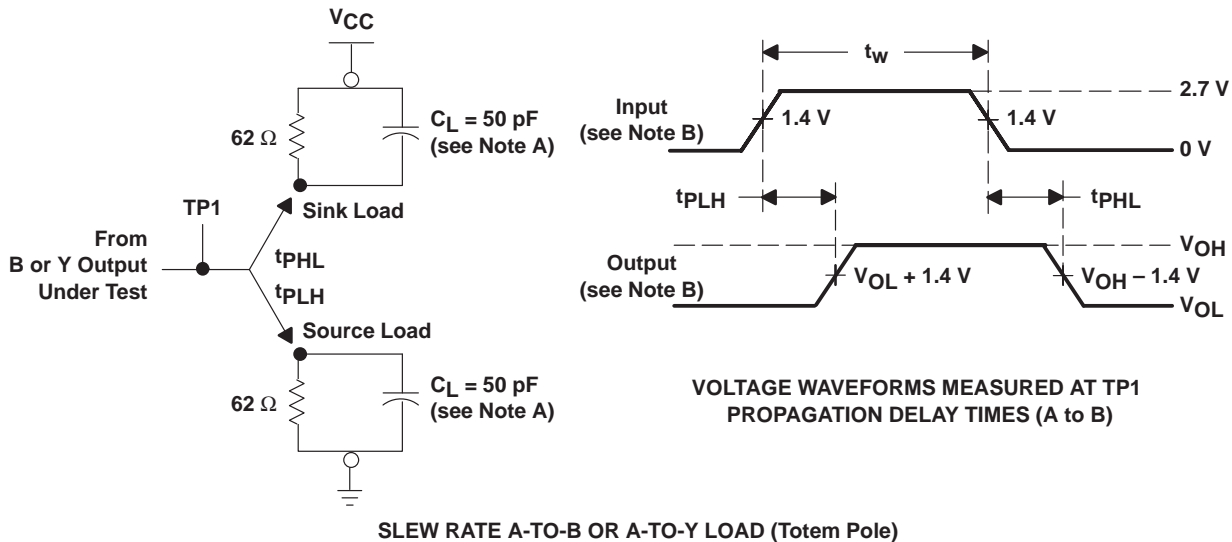 VCC
62 Ω
CL = 50 pF
(see Note A)
Sink Load
TP1
From
B or Y Output
Under Test
tPHL
tPLH
Source Load
62 Ω
CL = 50 pF
(see Note A)
tw
2.7 V
Input
(see Note B)
1.4 V
1.4 V
0 V
tPLH
tPHL
VOH
Output
(see Note B)
VOL + 1.4 V
VOH – 1.4 V
VOL
VOLTAGE WAVEFORMS MEASURED AT TP1
PROPAGATION DELAY TIMES (A to B)
SLEW RATE A-TO-B OR A-TO-Y LOAD (Totem Pole)